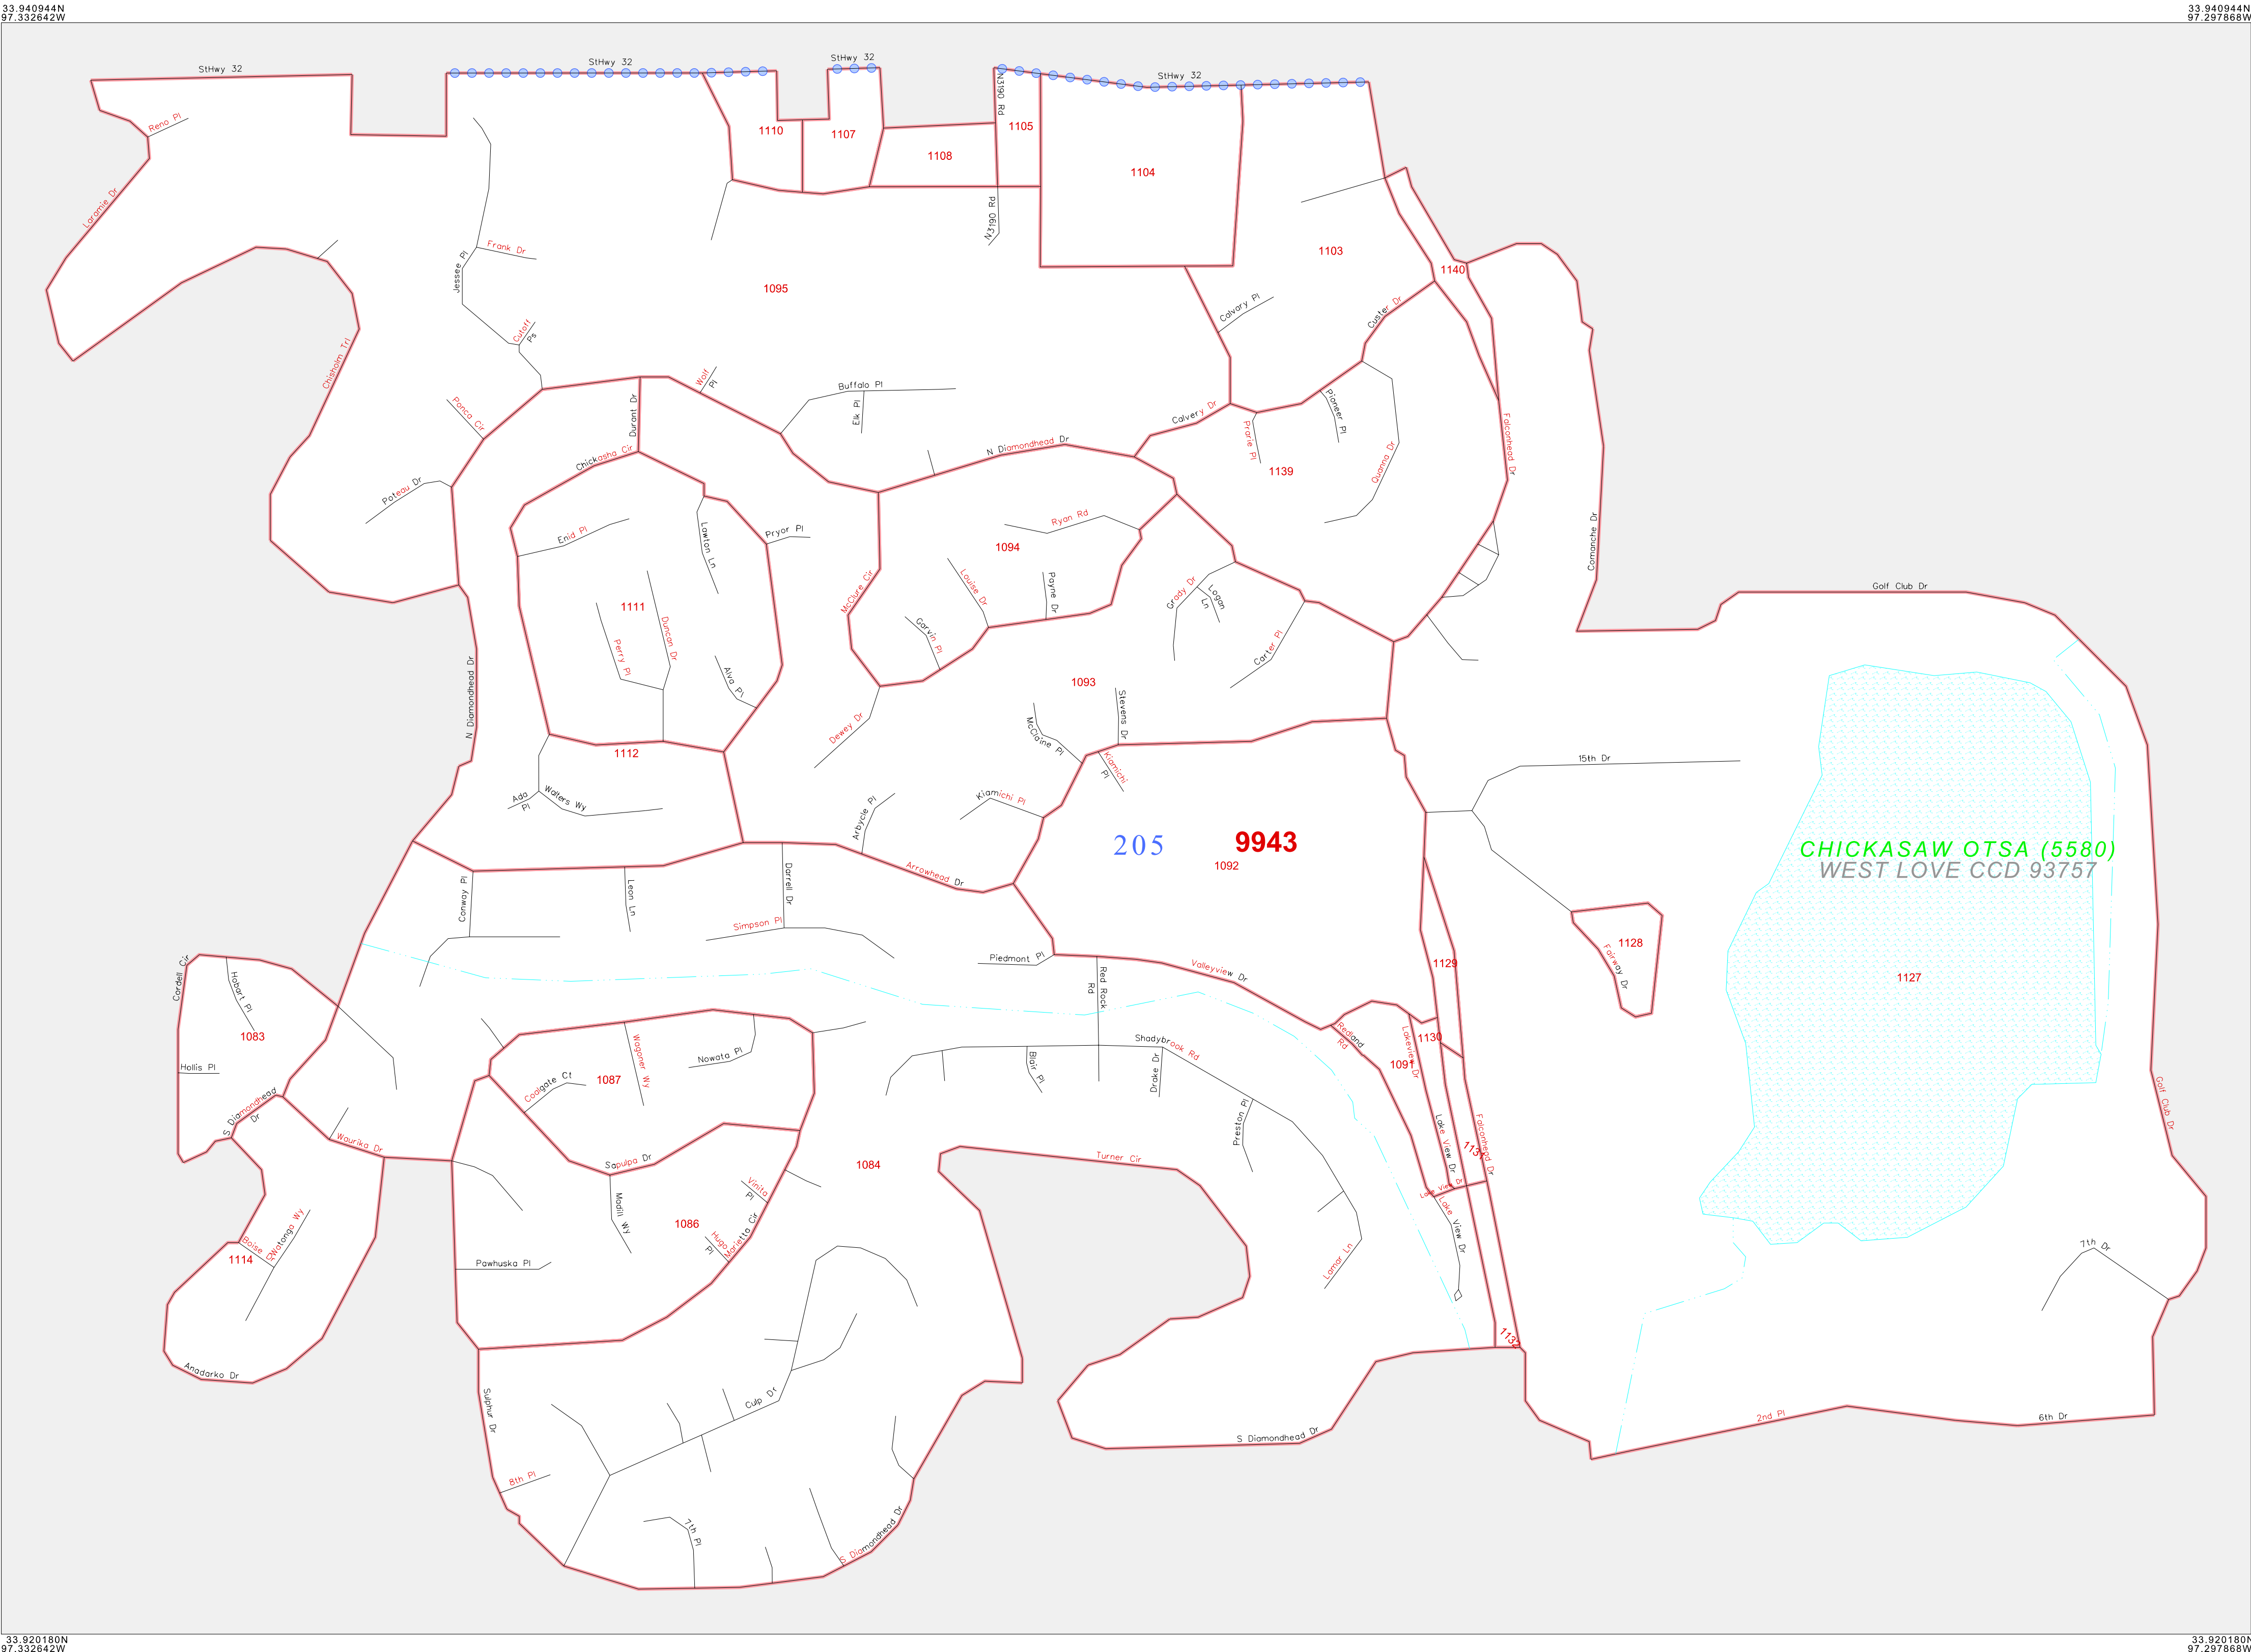 33.940944N
97.332642W
33.940944N
97.297868W
StHwy 32
StHwy 32
StHwy 32
StHwy 32
N3190 Rd
Reno Pl
1110
1107
1105
1108
1104
Laramie Dr
N3190 Rd
Frank Dr
Jessee Pl
1103
1140
1095
Calvary Pl
Custer Dr
Cutoff
Ps
Chisholm Trl
Wolf
Pl
Buffalo Pl
Elk Pl
Ponca Cir
Durant Dr
Calvery Dr
Pioneer Pl
Prarie Pl
Falconhead Dr
N Diamondhead Dr
Chickasha Cir
1139
Quanna Dr
Poteau Dr
Ryan Rd
Enid Pl
Lawton Ln
Pryor Pl
1094
Comanche Dr
McClure Cir
Louise Dr
Payne Dr
Grady Dr
Logan
Ln
Golf Club Dr
1111
Perry Pl
Duncan Dr
Garvin Pl
Carter Pl
Alva Pl
1093
N Diamondhead Dr
Dewey Dr
Stevens Dr
McClaine Pl
1112
Kiamichi
Pl
15th Dr
Ada
Pl
Walters Wy
Kiamichi Pl
Arbycle Pl
205
9943
CHICKASAW OTSA (5580)
WEST LOVE CCD 93757
1092
Arrowhead Dr
Conway Pl
Leon Ln
Darrell Dr
Simpson Pl
1128
Fairway Dr
1127
Piedmont Pl
Valleyview Dr
1129
Cordell Cir
Hobart Pl
Red Rock
Rd
1083
Hollis Pl
Wagoner Wy
Nowata Pl
1087
Coalgate Ct
Shadybrook Rd
Blair Pl
Drake Dr
Redland
Rd
Lakeview Dr
1130
1091
S Diamondhead
Dr
Waurika Dr
Preston Pl
Lake View Dr
Falconhead Dr
1131
Golf Club Dr
Sapulpa Dr
1084
Turner Cir
Vinita
Pl
Lake View Dr
Lake View Dr
Madill Wy
1086
Hugo
Pl
Marietta Cir
Watonga Wy
Boise Dr
1114
Pawhuska Pl
Lamar Ln
7th Dr
1132
Anadarko Dr
Sulphur Dr
Culp Dr
S Diamondhead Dr
2nd Pl
6th Dr
8th Pl
7th Pl
S Diamondhead Dr
33.920180N
97.332642W
33.920180N
97.297868W